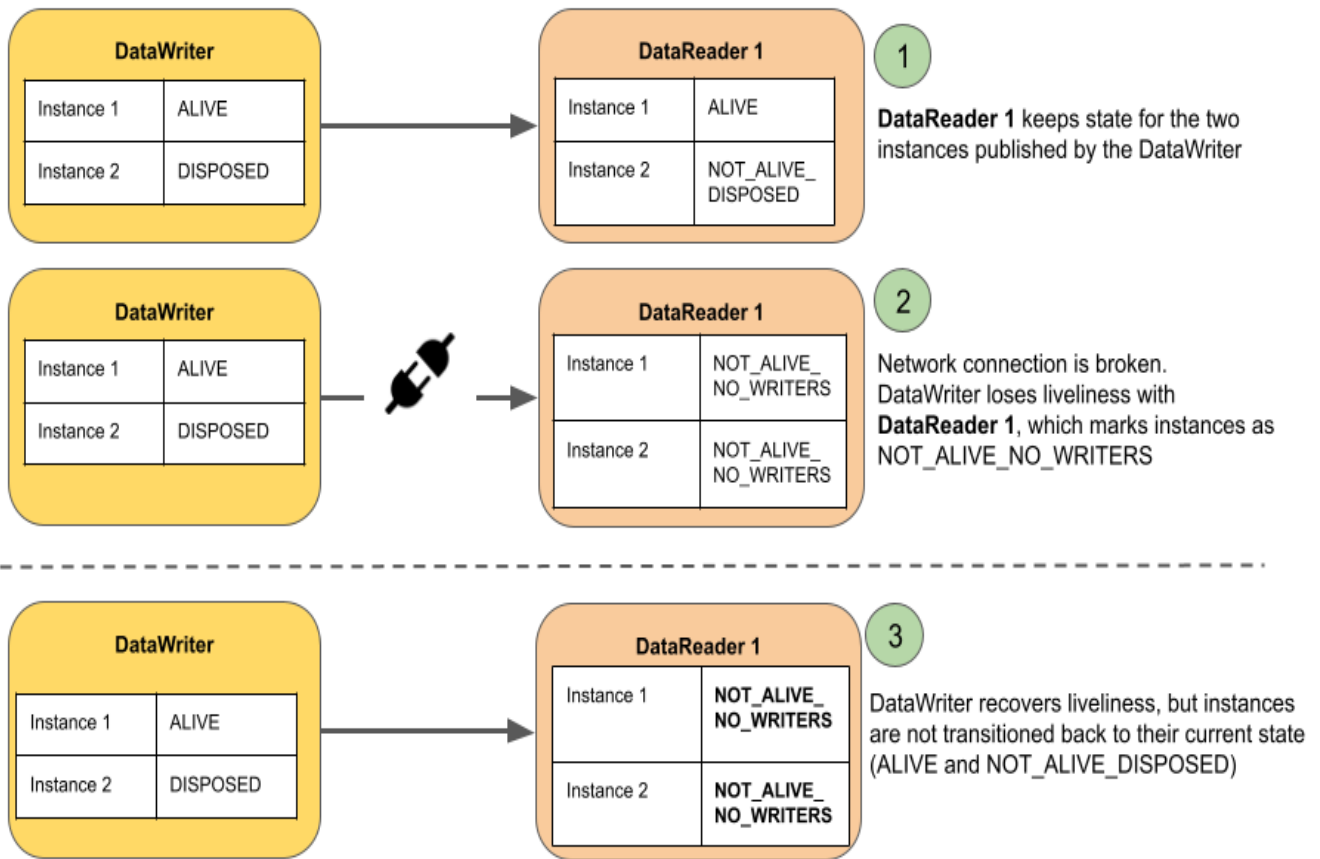 DataWriter
Instance 1 ALIVE
Instance 2 DISPOSED
DataReader 1
Instance 1 ALIVE
Instance 2 NOT_ALIVE_
DISPOSED
1
DataReader 1 keeps state for the two
instances published by the DataWriter
DataWriter
Instance 1 ALIVE
Instance 2 DISPOSED
DataReader 1
Instance 1 NOT_ALIVE_
NO_WRITERS
Instance 2 NOT_ALIVE_
NO_WRITERS
2
Network connection is broken.
DataWriter loses liveliness with
DataReader 1, which marks instances as
NOT_ALIVE_NO_WRITERS
DataWriter
Instance 1 ALIVE
Instance 2 DISPOSED
DataReader 1
Instance 1 NOT_ALIVE_
NO_WRITERS
Instance 2 NOT_ALIVE_
NO_WRITERS
3
DataWriter recovers liveliness, but instances
are not transitioned back to their current state
(ALIVE and NOT_ALIVE_DISPOSED)